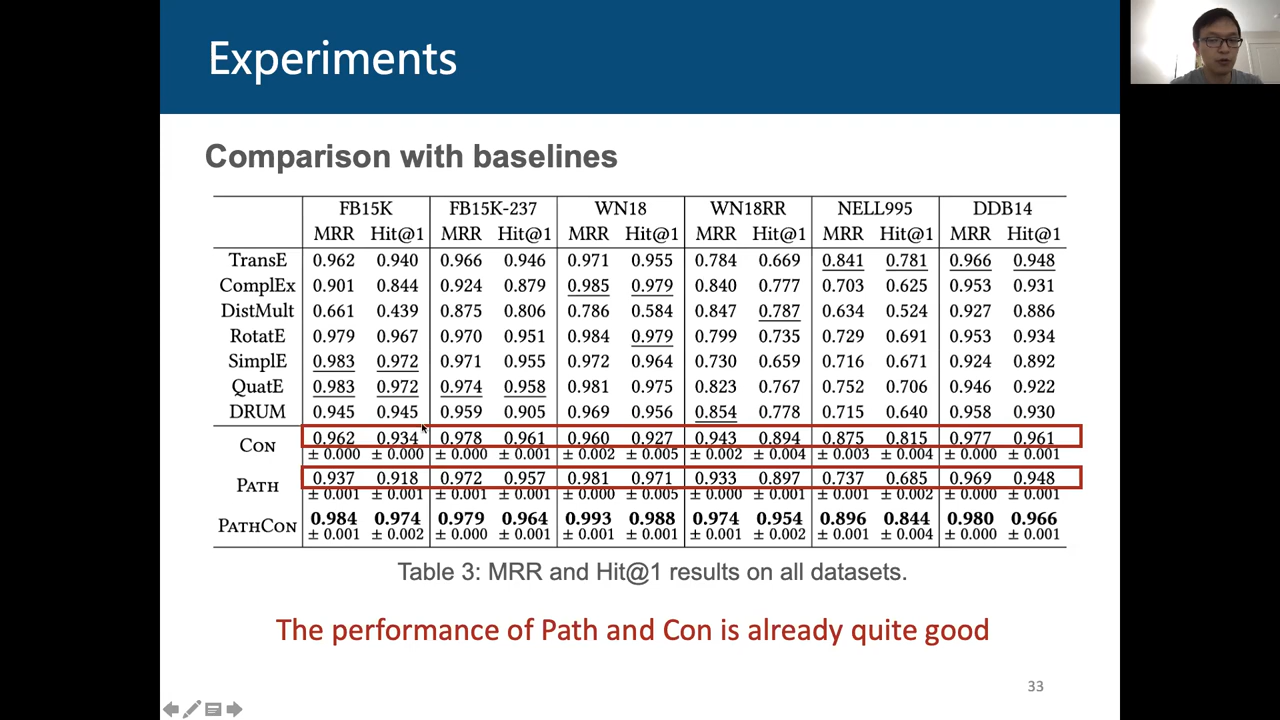 Experiments
Comparison with baselines
FB15K FB15K-237 WN18 WN18RR NELL995 DDB14
MRR Hit@1 MRR Hit@1 MRR Hit@1 MRR Hit@1 MRR Hit@1 MRR Hit@1
TransE 0.962 0.940 0.966 0.946 0.971 0.955 0.784 0.669 0.841 0.781 0.966 0.948
ComplEx 0.901 0.844 0.924 0.879 0.985 0.979 0.840 0.777 0.703 0.625 0.953 0.931
DistMult 0.661 0.439 0.875 0.806 0.786 0.584 0.847 0.787 0.634 0.524 0.927 0.886
RotatE 0.979 0.967 0.970 0.951 0.984 0.979 0.799 0.735 0.729 0.691 0.953 0.934
SimplE 0.983 0.972 0.971 0.955 0.972 0.964 0.730 0.659 0.716 0.671 0.924 0.892
QuatE 0.983 0.972 0.974 0.958 0.981 0.975 0.823 0.767 0.752 0.706 0.946 0.922
DRUM 0.945 0.945 0.959 0.905 0.969 0.956 0.854 0.778 0.715 0.640 0.958 0.930
Con 0.962 0.934 0.978 0.961 0.960 0.927 0.943 0.894 0.875 0.815 0.977 0.961
± 0.000 ± 0.000 ± 0.000 ± 0.001 ± 0.002 ± 0.005 ± 0.002 ± 0.004 ± 0.003 ± 0.004 ± 0.000 ± 0.001
Path 0.937 0.918 0.972 0.957 0.981 0.971 0.933 0.897 0.737 0.685 0.969 0.948
± 0.001 ± 0.001 ± 0.001 ± 0.001 ± 0.000 ± 0.005 ± 0.000 ± 0.001 ± 0.001 ± 0.002 ± 0.000 ± 0.001
PathCon 0.984 0.974 0.979 0.964 0.993 0.988 0.974 0.954 0.896 0.844 0.980 0.966
± 0.001 ± 0.002 ± 0.000 ± 0.001 ± 0.001 ± 0.001 ± 0.001 ± 0.002 ± 0.001 ± 0.004 ± 0.000 ± 0.001
Table 3: MRR and Hit@1 results on all datasets.
The performance of Path and Con is already quite good
33